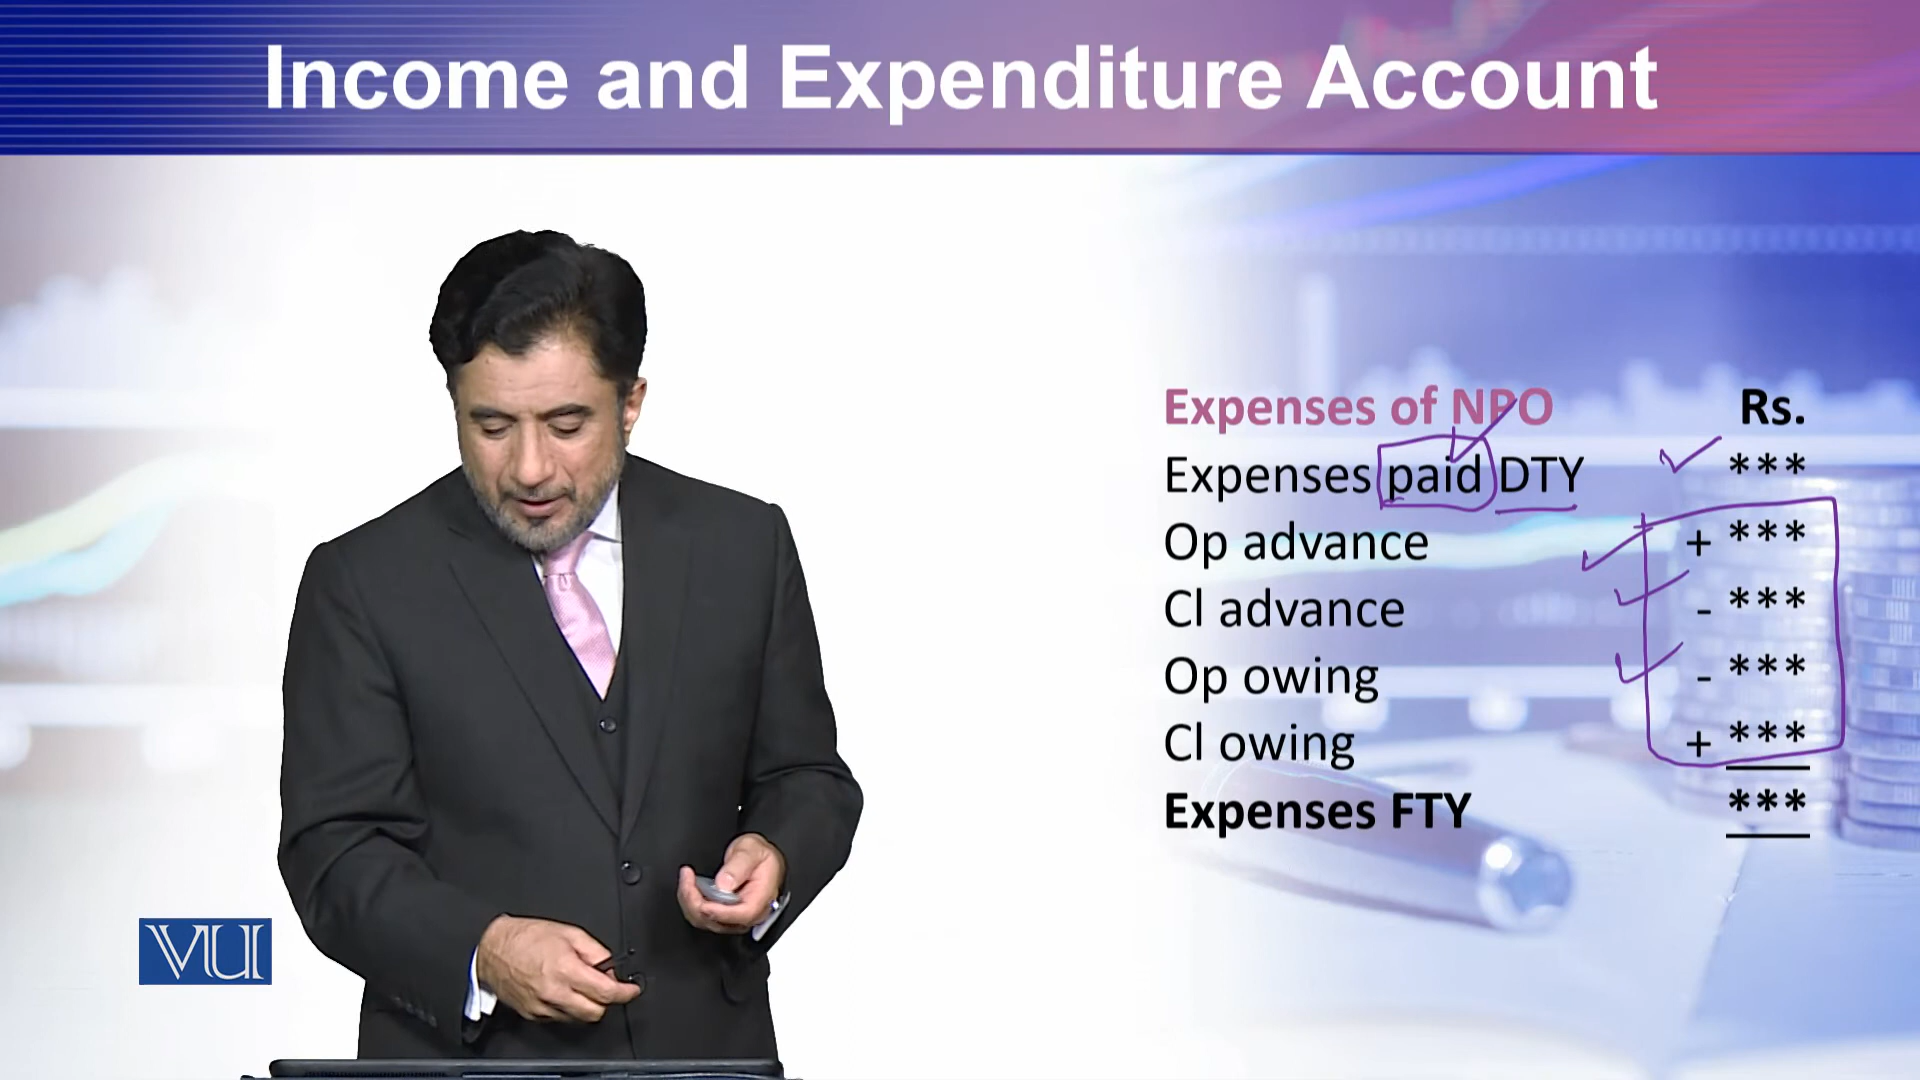 Income and Expenditure Account
Expenses of NPO Rs.
Expenses paid DTY ***
Op advance + ***
Cl advance - ***
Op owing - ***
Cl owing + ***
Expenses FTY ***
VU